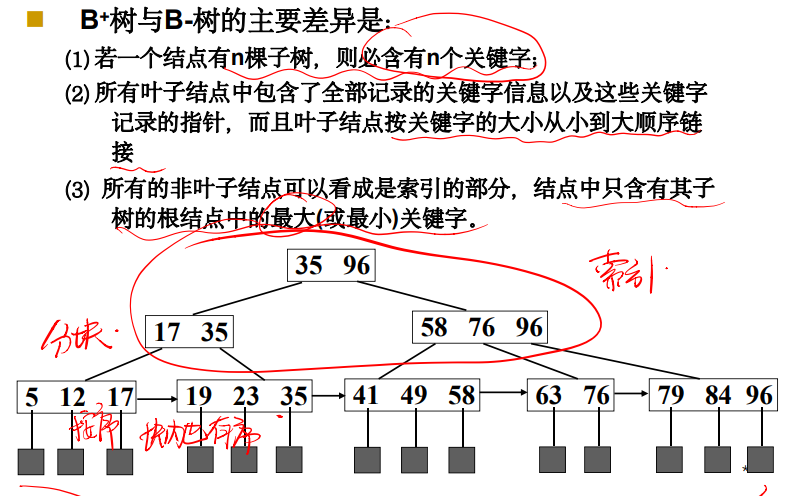 B+树与B-树的主要差异是：
(1) 若一个结点有n棵子树，则必含有n个关键字；
(2) 所有叶子结点中包含了全部记录的关键字信息以及这些关键字
记录的指针，而且叶子结点按关键字的大小从小到大顺序链
接
(3) 所有的非叶子结点可以看成是索引的部分，结点中只含有其子
树的根结点中的最大(或最小)关键字。
35 96
索引
分块
17 35
58 76 96
5 12 17
19 23 35
41 49 58
63 76
79 84 96
按序
块内也有序
*